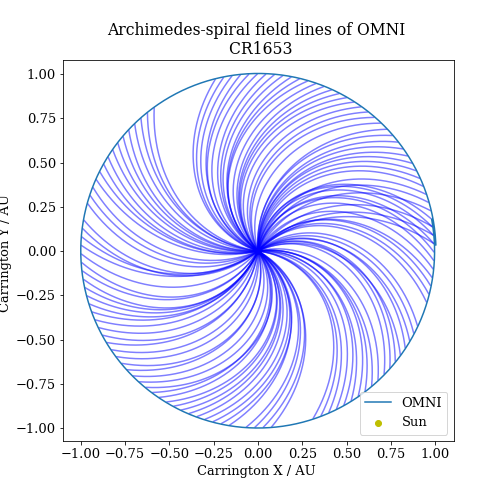 Archimedes-spiral field lines of OMNI
CR1653
1.00
0.75
0.50
0.25
0.00
−0.25
−0.50
−0.75
−1.00
Carrington Y / AU
OMNI
Sun
−1.00 −0.75 −0.50 −0.25 0.00 0.25 0.50 0.75 1.00
Carrington X / AU